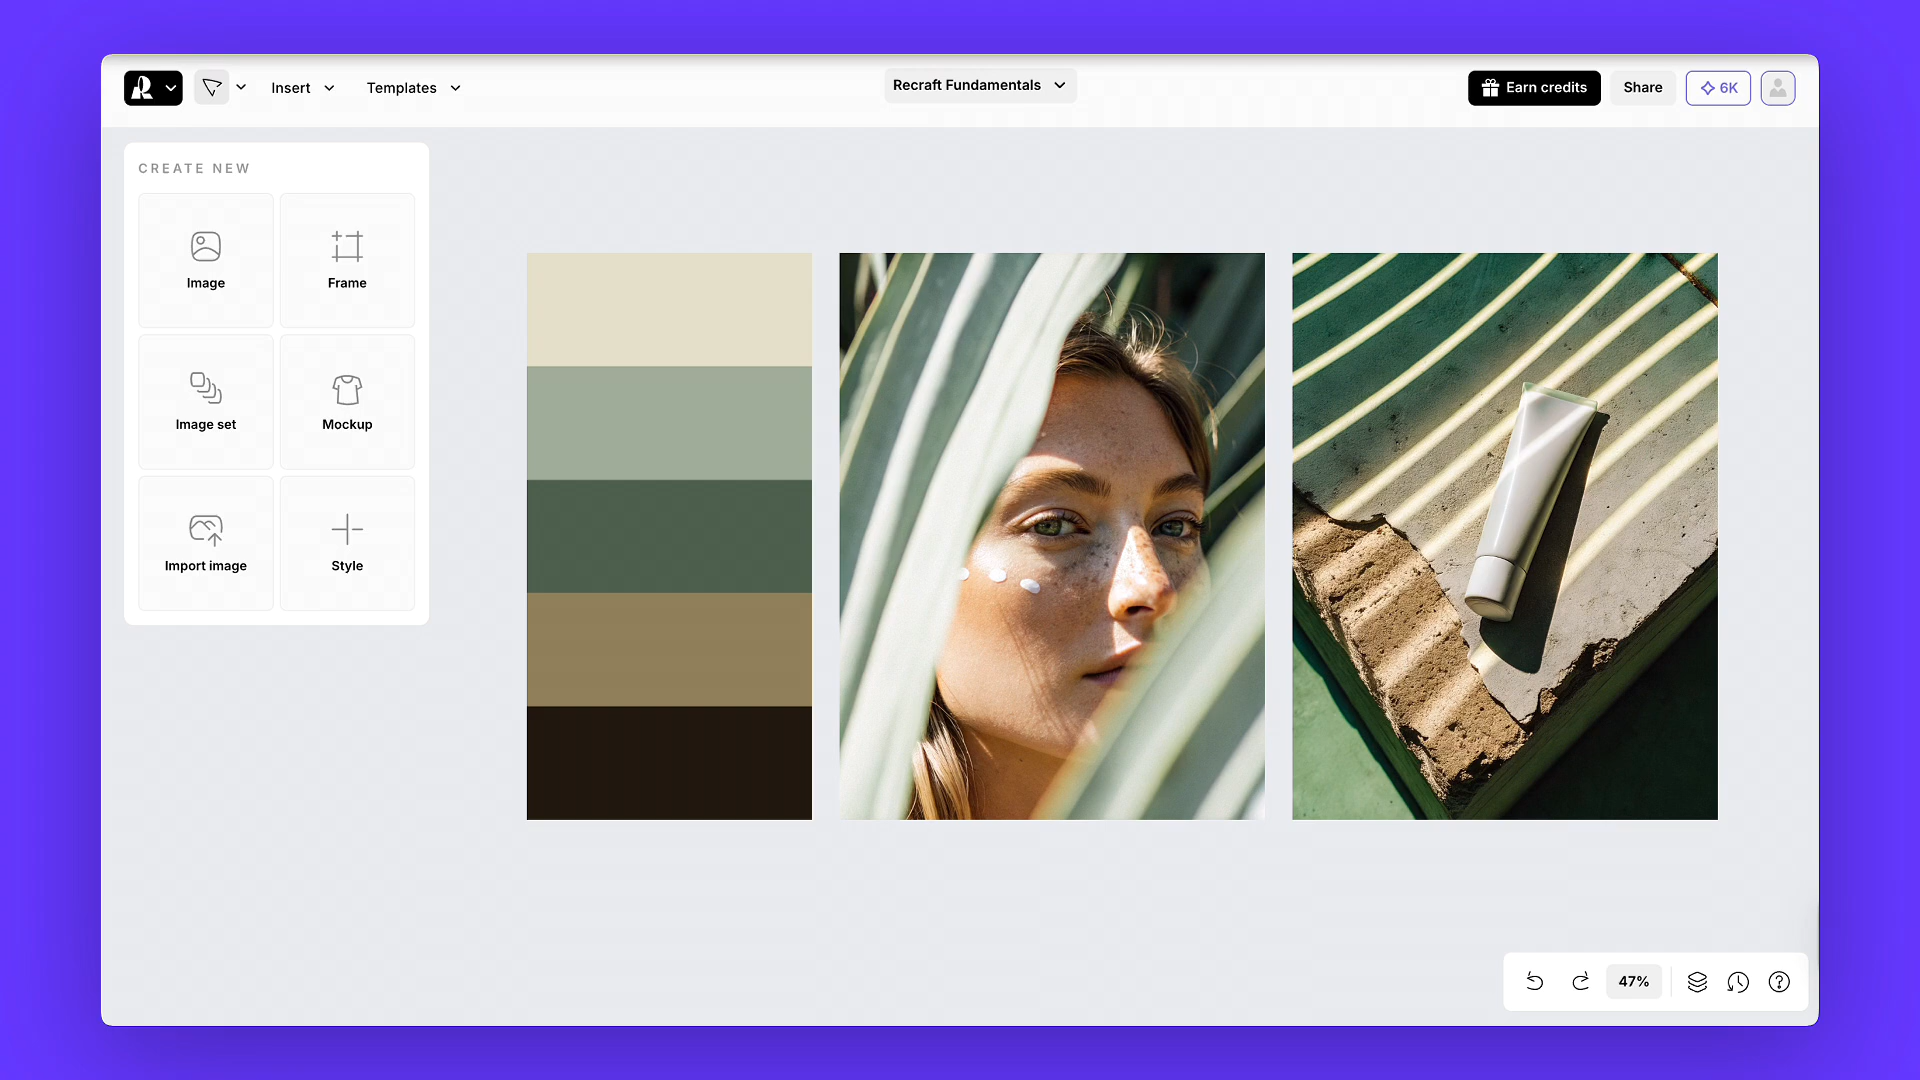 Insert
Templates
Recraft Fundamentals
Earn credits
Share
6K
CREATE NEW
Image
Frame
Image set
Mockup
Import image
Style
47%